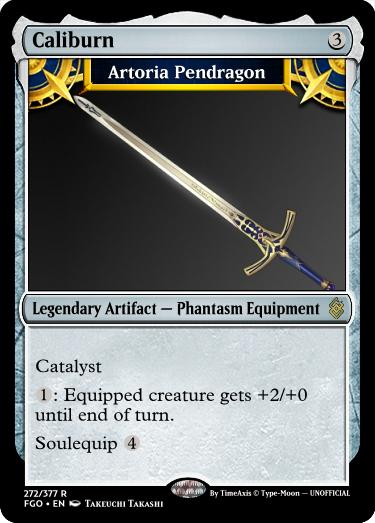 Caliburn 3
Artoria Pendragon
Legendary Artifact — Phantasm Equipment
Catalyst
1: Equipped creature gets +2/+0
until end of turn.
Soulequip 4
272/377 R
FGO • EN Takeuchi Takashi
By TimeAxis © Type-Moon — UNOFFICIAL